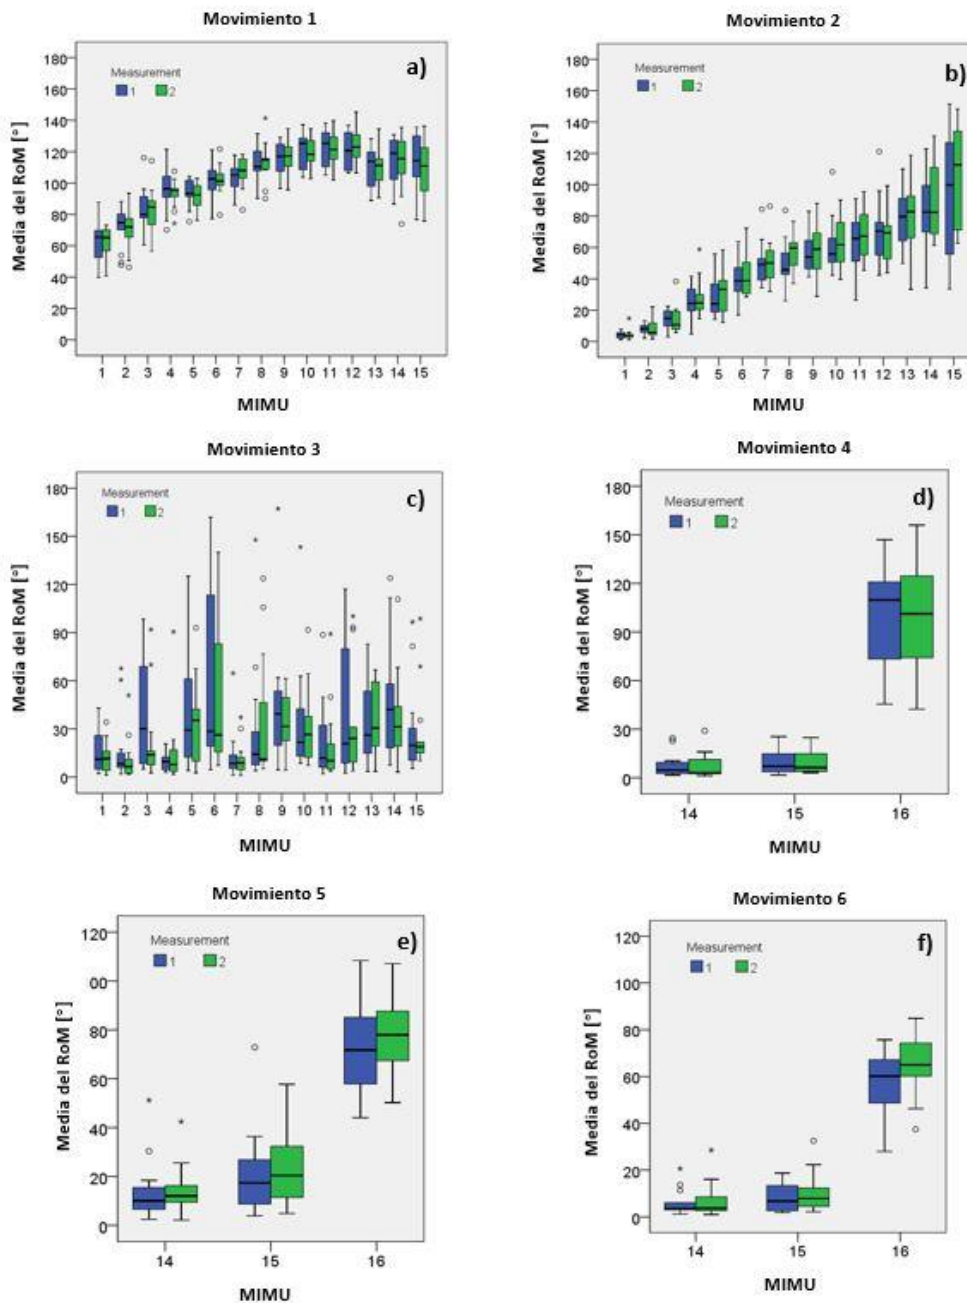 Movimiento 1
a)
Measurement
1 2
Media del RoM [°]
180
160
140
120
100
80
60
40
20
0
1 2 3 4 5 6 7 8 9 10 11 12 13 14 15
MIMU
Movimiento 2
b)
Measurement
1 2
Media del RoM [°]
180
160
140
120
100
80
60
40
20
0
1 2 3 4 5 6 7 8 9 10 11 12 13 14 15
MIMU
Movimiento 3
c)
Measurement
1 2
Media del RoM [°]
180
150
120
90
60
30
0
1 2 3 4 5 6 7 8 9 10 11 12 13 14 15
MIMU
Movimiento 4
d)
Measurement
1 2
Media del RoM [°]
180
150
120
90
60
30
0
14 15 16
MIMU
Movimiento 5
e)
Measurement
1 2
Media del RoM [°]
120
00
80
60
40
20
0
14 15 16
MIMU
Movimiento 6
f)
Measurement
1 2
Media del RoM [°]
120
100
80
60
40
20
0
14 15 16
MIMU